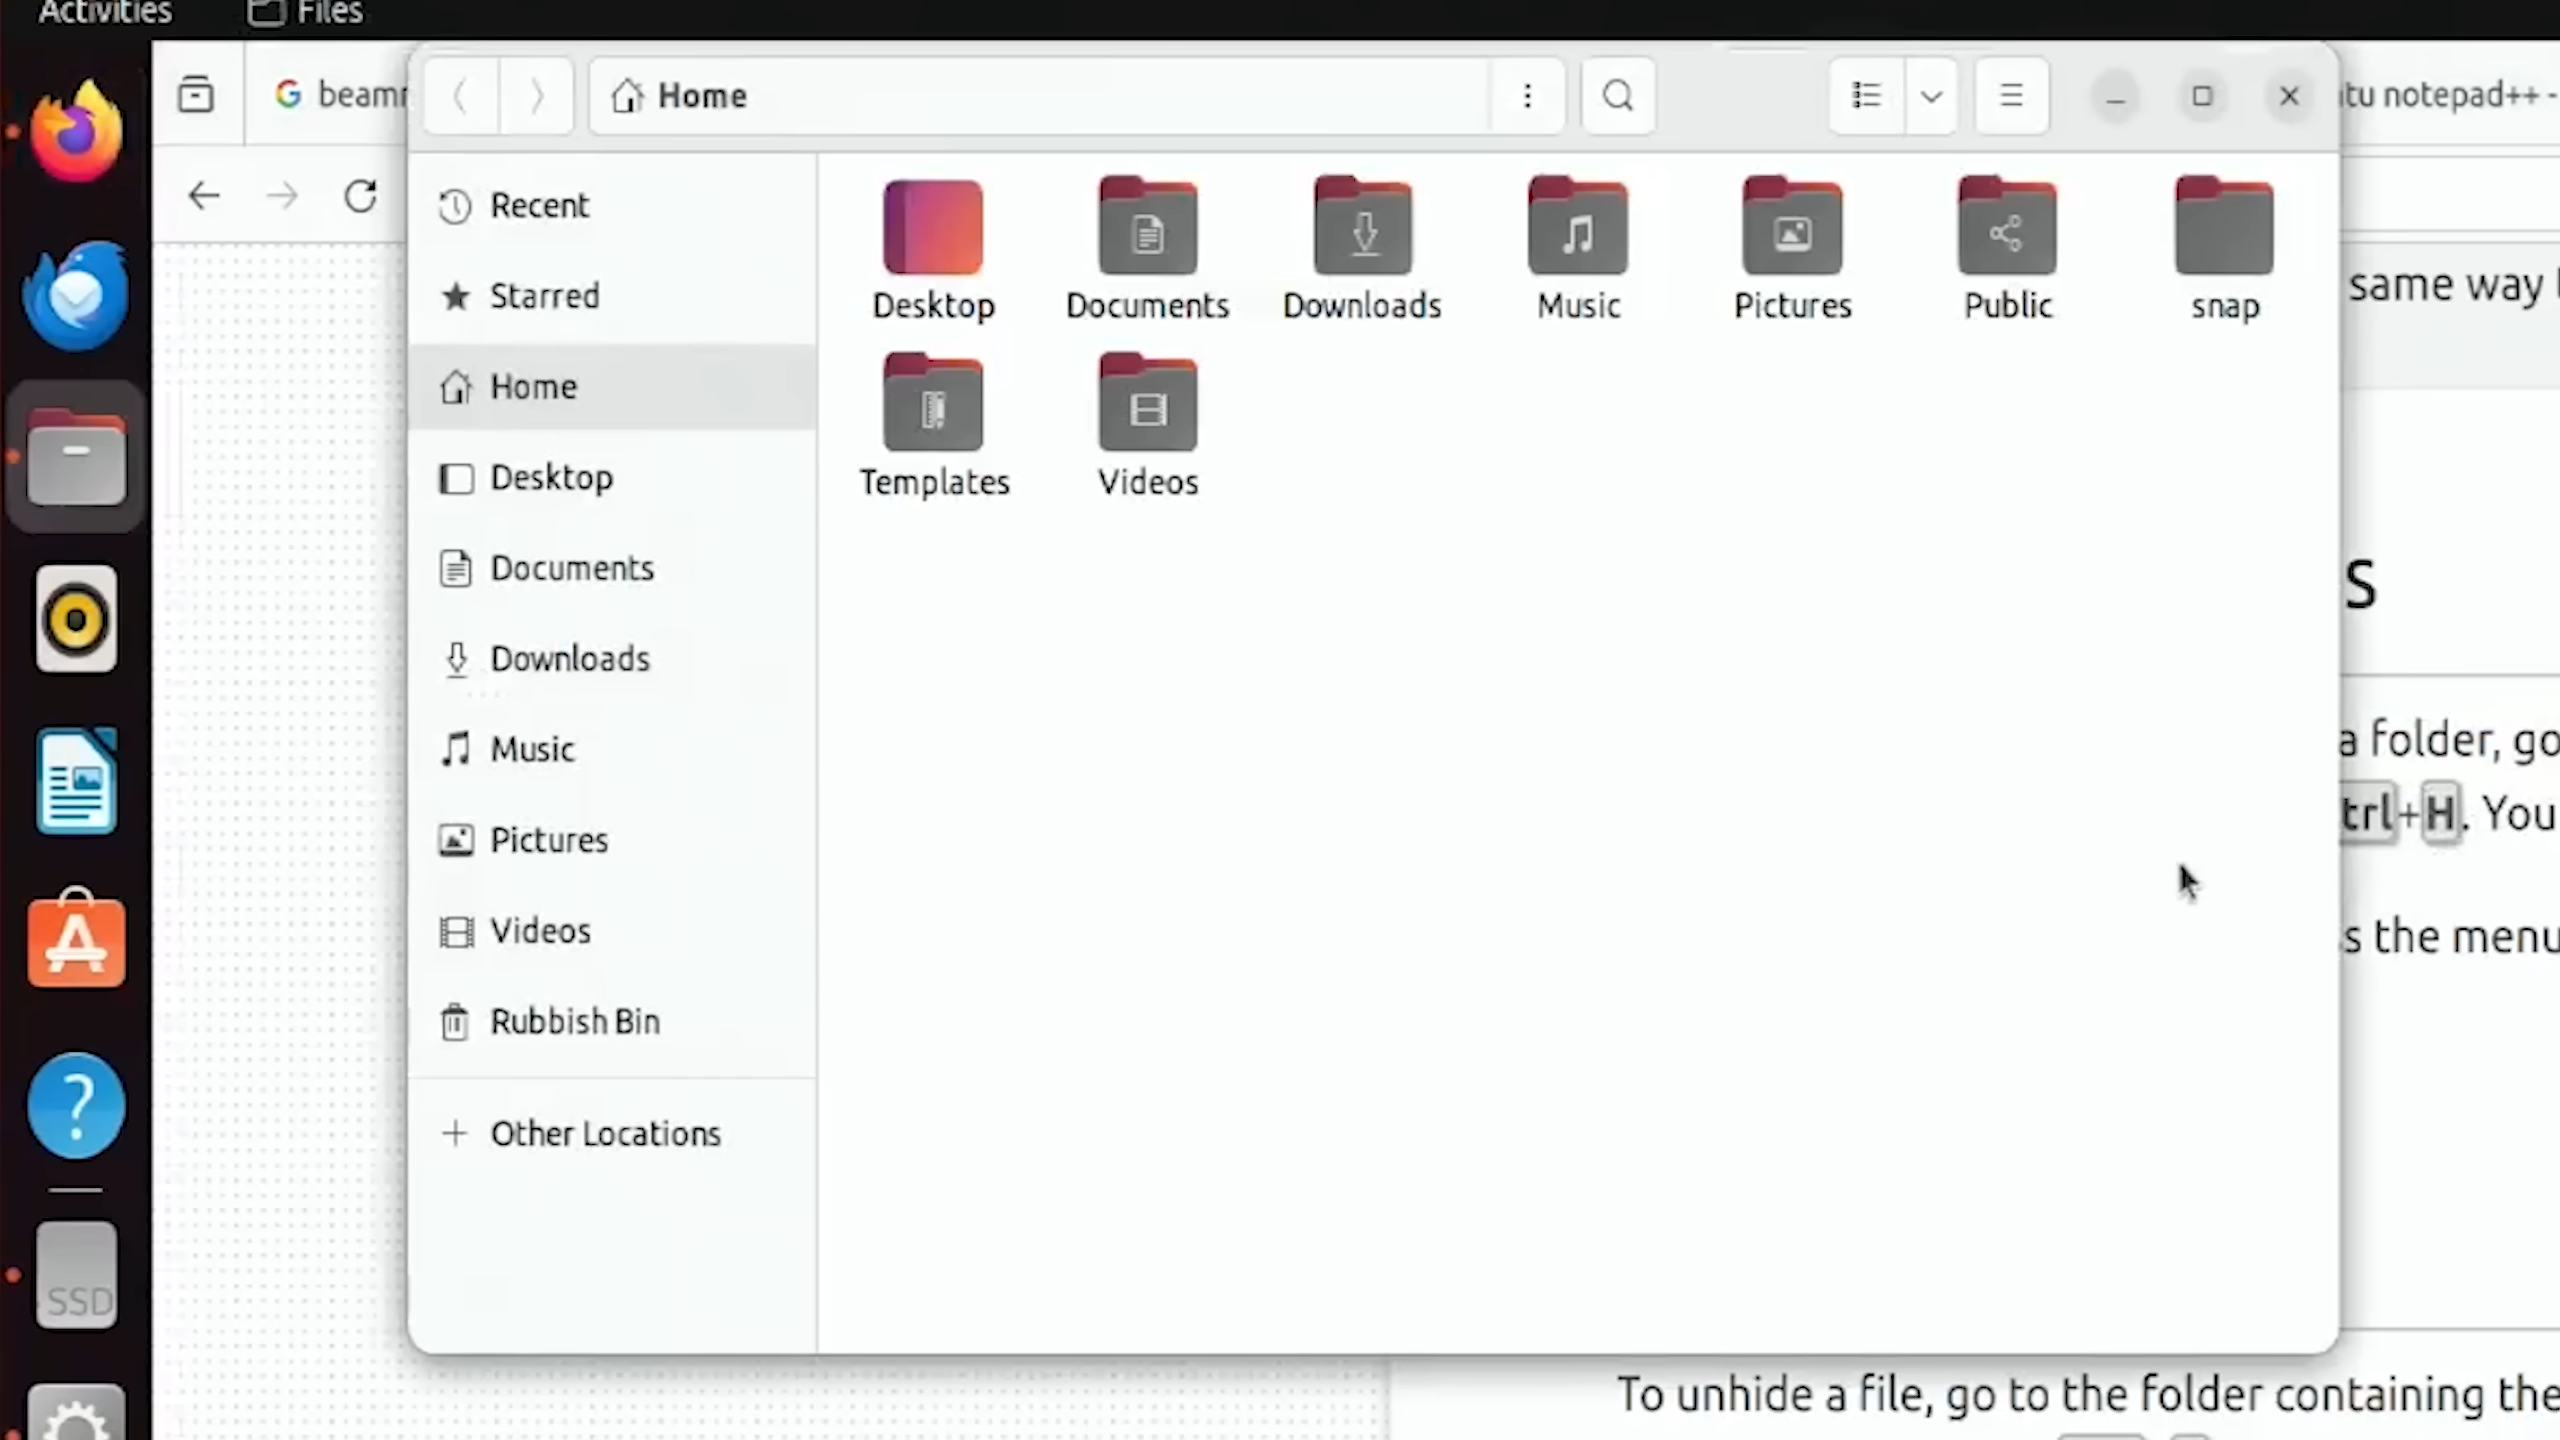 Activities Files
beamr
Home
tu notepad++ -
Recent
Starred
Home
Desktop
Documents
Downloads
Music
Pictures
Videos
Rubbish Bin
Other Locations
Desktop Documents Downloads Music Pictures Public snap
Templates Videos
same way
s
a folder, go
trl+H. You
s the menu
To unhide a file, go to the folder containing the
SSD